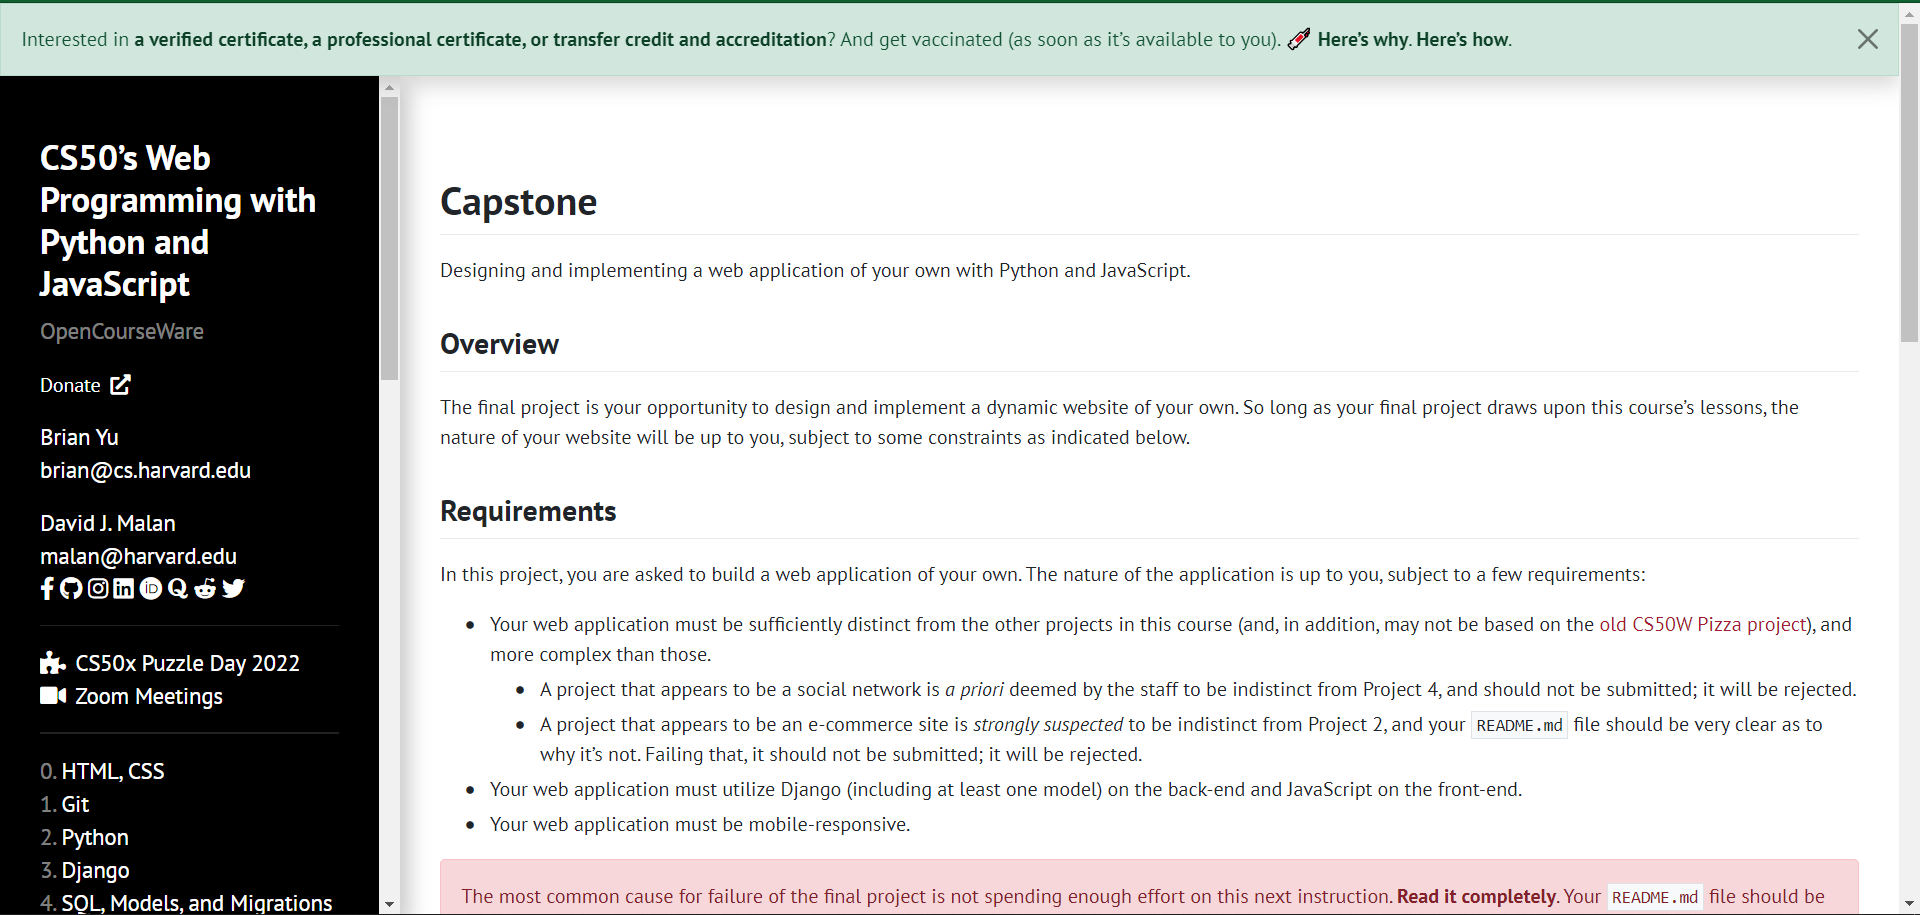 Interested in a verified certificate, a professional certificate, or transfer credit and accreditation? And get vaccinated (as soon as it’s available to you). Here’s why. Here’s how.
CS50’s Web
Programming with
Python and
JavaScript
OpenCourseWare
Donate
Brian Yu
brian@cs.harvard.edu
David J. Malan
malan@harvard.edu
iD
CS50x Puzzle Day 2022
Zoom Meetings
0. HTML, CSS
1. Git
2. Python
3. Django
4. SQL, Models, and Migrations
Capstone
Designing and implementing a web application of your own with Python and JavaScript.
Overview
The final project is your opportunity to design and implement a dynamic website of your own. So long as your final project draws upon this course’s lessons, the
nature of your website will be up to you, subject to some constraints as indicated below.
Requirements
In this project, you are asked to build a web application of your own. The nature of the application is up to you, subject to a few requirements:
Your web application must be sufficiently distinct from the other projects in this course (and, in addition, may not be based on the old CS50W Pizza project), and
more complex than those.
A project that appears to be a social network is a priori deemed by the staff to be indistinct from Project 4, and should not be submitted; it will be rejected.
A project that appears to be an e-commerce site is strongly suspected to be indistinct from Project 2, and your README.md file should be very clear as to
why it’s not. Failing that, it should not be submitted; it will be rejected.
Your web application must utilize Django (including at least one model) on the back-end and JavaScript on the front-end.
Your web application must be mobile-responsive.
The most common cause for failure of the final project is not spending enough effort on this next instruction. Read it completely. Your README.md file should be